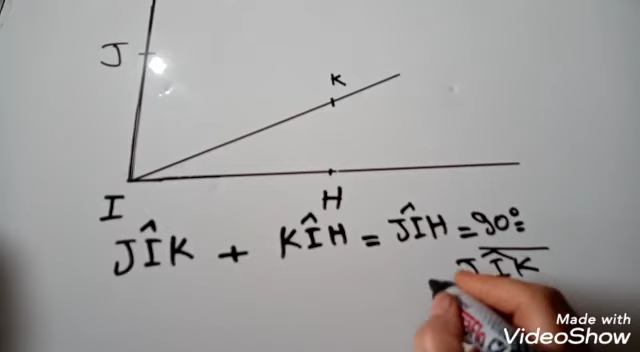 J
K
I
H
JÎK + KÎH = JÎH = 90°
JÎK
Made with
VideoShow